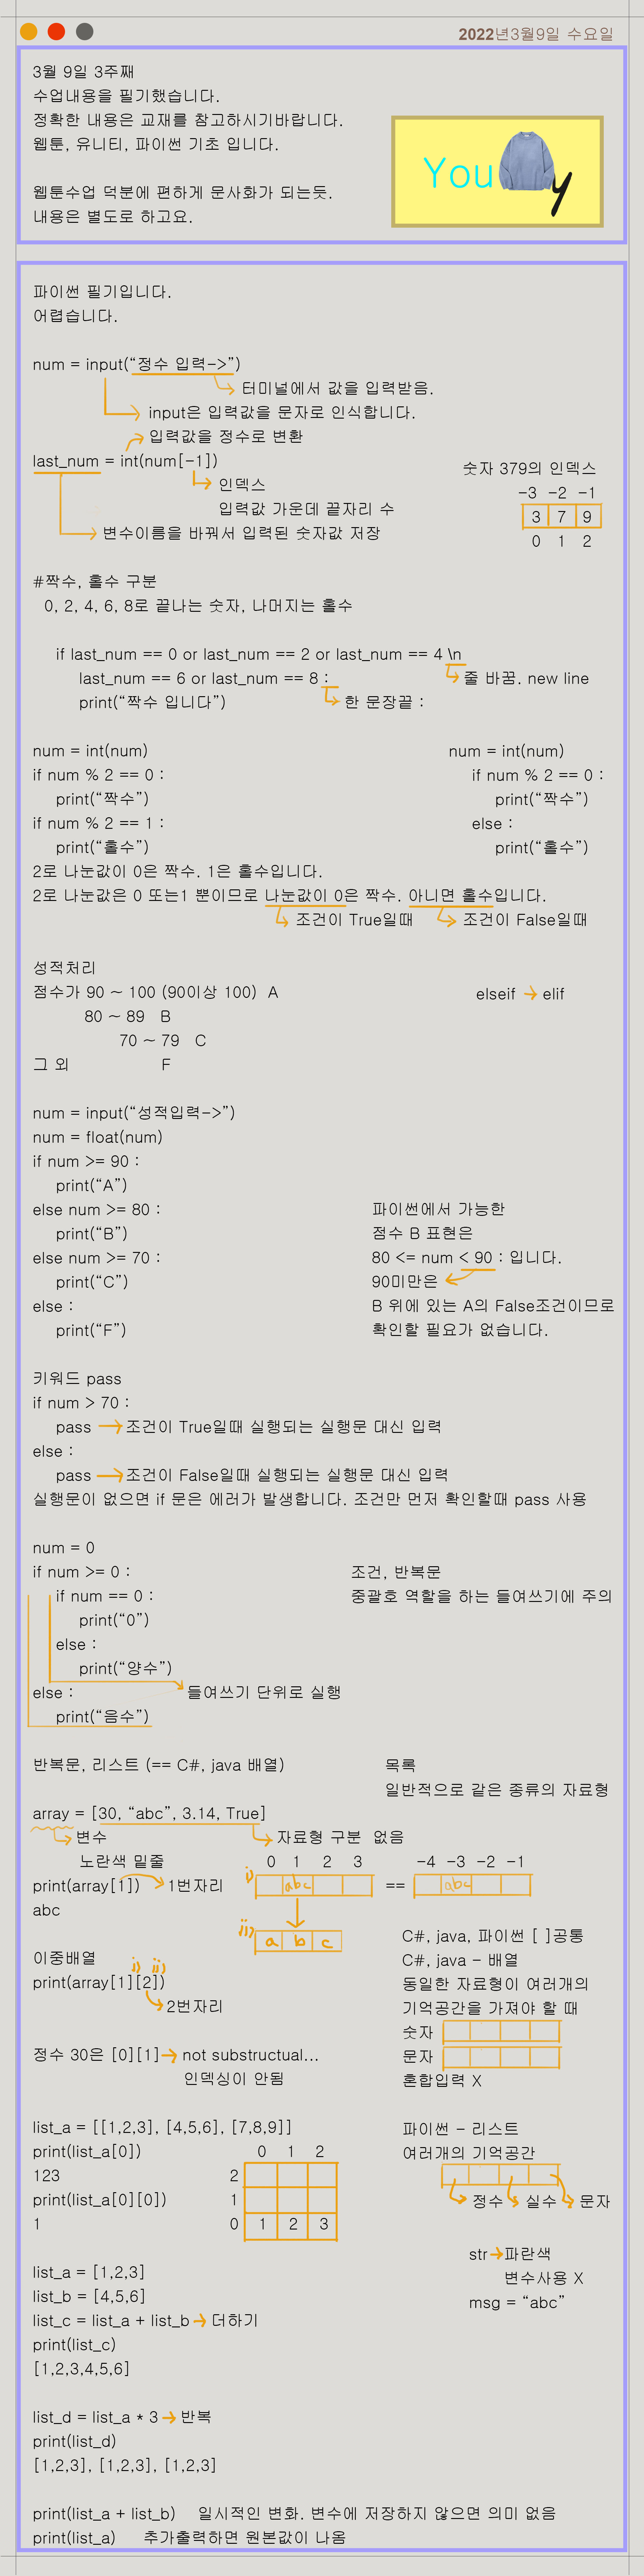 2022년3월9일 수요일
3월 9일 3주째
수업내용을 필기했습니다.
정확한 내용은 교재를 참고하시기바랍니다.
웹툰, 유니티, 파이썬 기초 입니다.
웹툰수업 덕분에 편하게 문사화가 되는듯.
내용은 별도로 하고요.
You y
파이썬 필기입니다.
어렵습니다.
num = input(“정수 입력->”)
터미널에서 값을 입력받음.
input은 입력값을 문자로 인식합니다.
입력값을 정수로 변환
last_num = int(num[-1])
인덱스
입력값 가운데 끝자리 수
변수이름을 바꿔서 입력된 숫자값 저장
숫자 379의 인덱스
-3 -2 -1
3 7 9
0 1 2
#짝수, 홀수 구분
0, 2, 4, 6, 8로 끝나는 숫자, 나머지는 홀수
if last_num == 0 or last_num == 2 or last_num == 4 \n
last_num == 6 or last_num == 8 :
줄 바꿈. new line
print(“짝수 입니다”)
한 문장끝 :
num = int(num)
if num % 2 == 0 :
print(“짝수”)
if num % 2 == 1 :
print(“홀수”)
num = int(num)
if num % 2 == 0 :
print(“짝수”)
else :
print(“홀수”)
2로 나눈값이 0은 짝수. 1은 홀수입니다.
2로 나눈값은 0 또는1 뿐이므로 나눈값이 0은 짝수. 아니면 홀수입니다.
조건이 True일때
조건이 False일때
성적처리
점수가 90 ~ 100 (90이상 100) A
80 ~ 89 B
70 ~ 79 C
그 외 F
elseif → elif
num = input(“성적입력->”)
num = float(num)
if num >= 90 :
print(“A”)
else num >= 80 :
print(“B”)
else num >= 70 :
print(“C”)
else :
print(“F”)
파이썬에서 가능한
점수 B 표현은
80 <= num < 90 : 입니다.
90미만은
B 위에 있는 A의 False조건이므로
확인할 필요가 없습니다.
키워드 pass
if num > 70 :
pass → 조건이 True일때 실행되는 실행문 대신 입력
else :
pass → 조건이 False일때 실행되는 실행문 대신 입력
실행문이 없으면 if 문은 에러가 발생합니다. 조건만 먼저 확인할때 pass 사용
num = 0
if num >= 0 :
if num == 0 :
print(“0”)
else :
print(“양수”)
else :
print(“음수”)
들여쓰기 단위로 실행
조건, 반복문
중괄호 역할을 하는 들여쓰기에 주의
반복문, 리스트 (== C#, java 배열)
목록
일반적으로 같은 종류의 자료형
array = [30, “abc”, 3.14, True]
변수
자료형 구분 없음
노란색 밑줄
print(array[1])
1번자리
abc
0 1 2 3
i) abc
==
-4 -3 -2 -1
abc
ii) a b c
이중배열
i) ii)
print(array[1][2])
2번자리
C#, java, 파이썬 [ ]공통
C#, java - 배열
동일한 자료형이 여러개의
기억공간을 가져야 할 때
숫자
문자
혼합입력 X
정수 30은 [0][1] → not substructual...
인덱싱이 안됨
list_a = [[1,2,3], [4,5,6], [7,8,9]]
print(list_a[0])
123
print(list_a[0][0])
1
0 1 2
2
1
0 1 2 3
파이썬 - 리스트
여러개의 기억공간
정수 실수 문자
str → 파란색
변수사용 X
msg = “abc”
list_a = [1,2,3]
list_b = [4,5,6]
list_c = list_a + list_b → 더하기
print(list_c)
[1,2,3,4,5,6]
list_d = list_a * 3 → 반복
print(list_d)
[1,2,3], [1,2,3], [1,2,3]
print(list_a + list_b) 일시적인 변화. 변수에 저장하지 않으면 의미 없음
print(list_a) 추가출력하면 원본값이 나옴